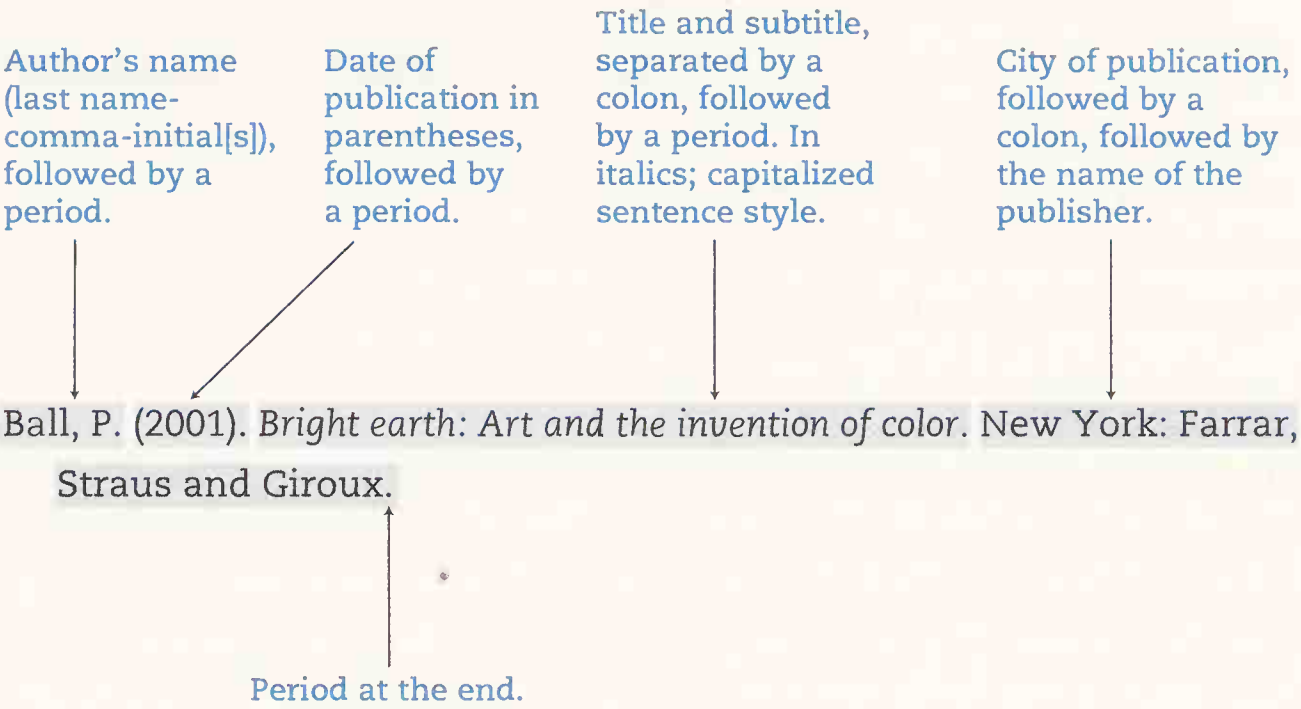 Author's name
(last name-
comma-initial[s]),
followed by a
period.
Date of
publication in
parentheses,
followed by
a period.
Title and subtitle,
separated by a
colon, followed
by a period. In
italics; capitalized
sentence style.
City of publication,
followed by a
colon, followed by
the name of the
publisher.
Ball, P. (2001). Bright earth: Art and the invention of color. New York: Farrar,
Straus and Giroux.
Period at the end.